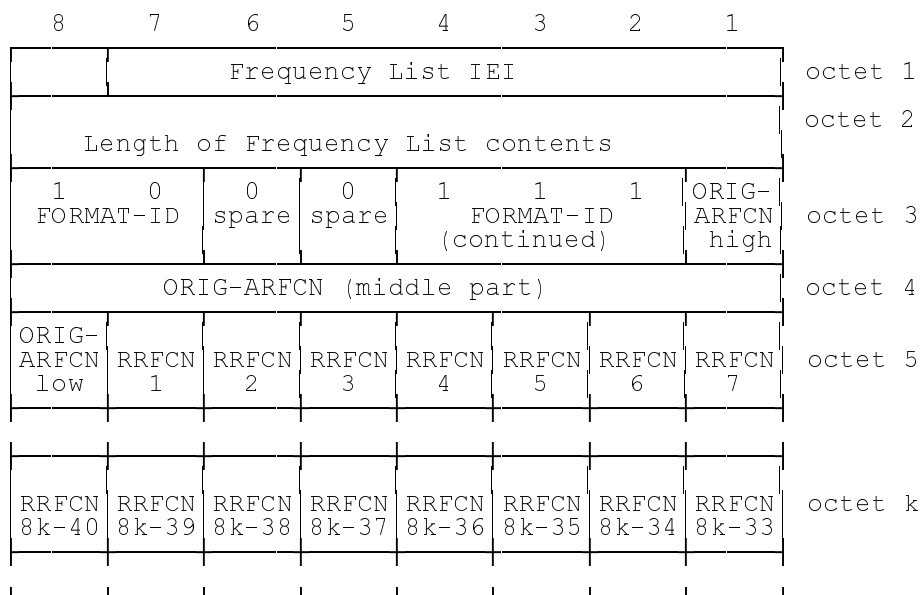 8 7 6 5 4 3 2 1
Frequency List IEI octet 1
octet 2
Length of Frequency List contents
1 0 0 0 1 1 1 ORIG-
FORMAT-ID spare spare FORMAT-ID ARFCN octet 3
(continued) high
ORIG-ARFCN (middle part) octet 4
ORIG-
ARFCN RRFCN RRFCN RRFCN RRFCN RRFCN RRFCN RRFCN octet 5
low 1 2 3 4 5 6 7
RRFCN RRFCN RRFCN RRFCN RRFCN RRFCN RRFCN RRFCN octet k
8k-40 8k-39 8k-38 8k-37 8k-36 8k-35 8k-34 8k-33